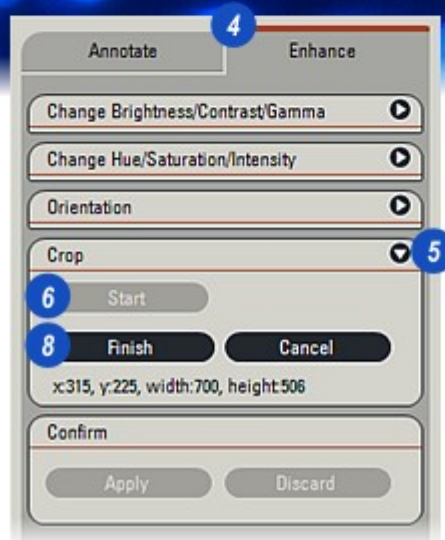 4
Annotate Enhance
Change Brightness/Contrast/Gamma
Change Hue/Saturation/Intensity
Orientation
Crop 5
6 Start
8 Finish Cancel
x:315, y:225, width:700, height:506
Confirm
Apply Discard